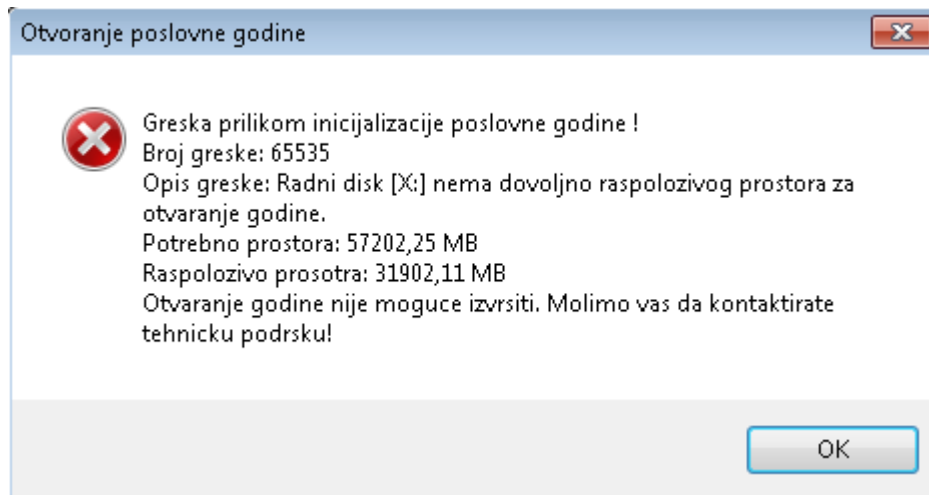 Otvoranje poslovne godine
Greska prilikom inicijalizacije poslovne godine !
Broj greske: 65535
Opis greske: Radni disk [X:] nema dovoljno raspolozivog prostora za
otvaranje godine.
Potrebno prostora: 57202,25 MB
Raspolozivo prosotra: 31902,11 MB
Otvaranje godine nije moguce izvrsiti. Molimo vas da kontaktirate
tehnicku podrsku!
OK